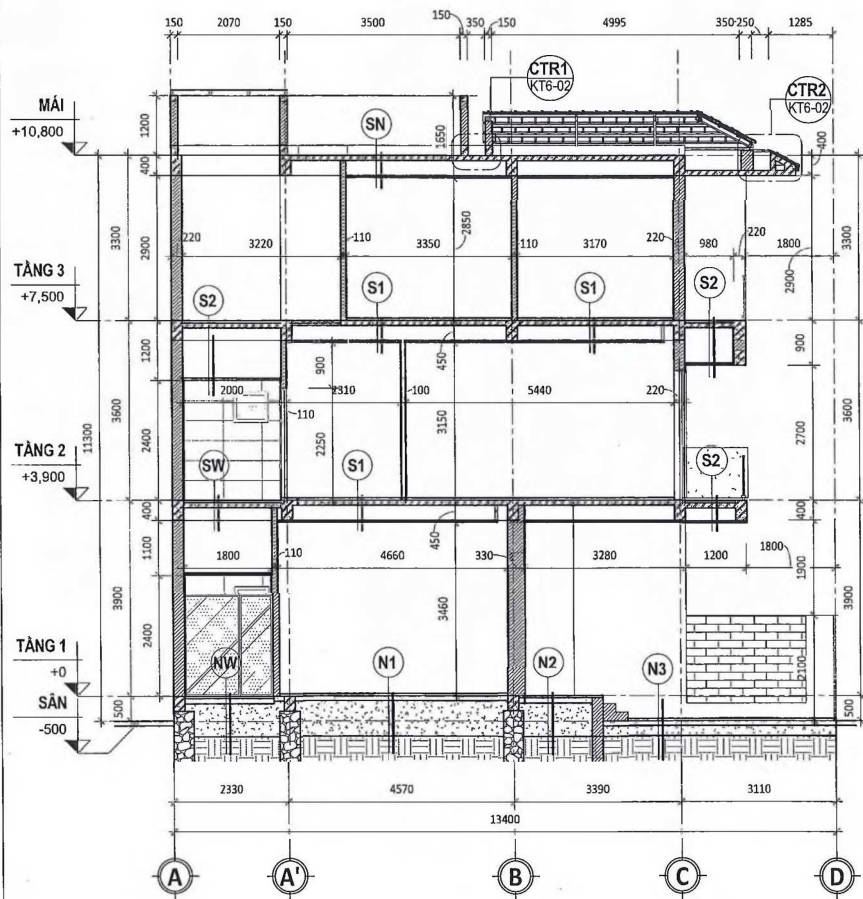 150 2070 150 3500 150 350 150 4995 350 250 1285
CTR1
KT6-02
CTR2
KT6-02
MÁI
+10,800
1200
SN
1650
400
400
3300
2900
220 3220 110 3350 2850 110 3170 220 980 220 1800
2900
3300
TẦNG 3
+7,500
S2 S1 S1 S2
1200
900
450
900
11300
3600
2000 2310 100 5440 220
110
2400
2250
3150
2700
3600
TẦNG 2
+3,900
SW S1 S2
400
450
400
1100
1800 110 4660 330 3280 1200 1800
1900
3900
2400
3460
2100
3900
TẦNG 1
+0
NW N1 N2 N3
SÂN
-500
500
500
2330 4570 3390 3110
13400
A A' B C D